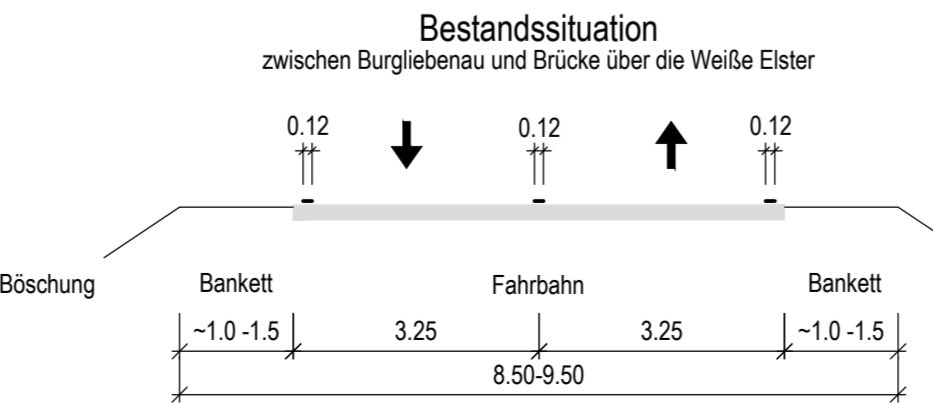 Bestandssituation
zwischen Burgliebenau und Brücke über die Weiße Elster
0.12 0.12 0.12
Böschung Bankett Fahrbahn Bankett
~1.0 -1.5 3.25 3.25 ~1.0 -1.5
8.50-9.50